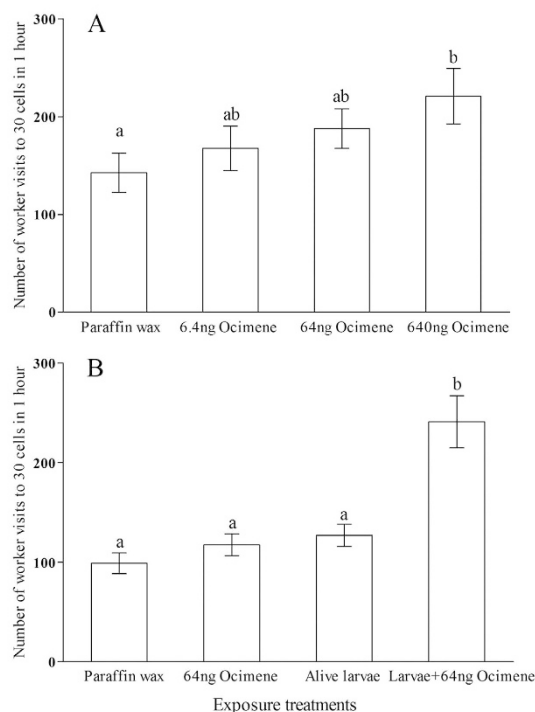 A
Number of worker visits to 30 cells in 1 hour
300
200
100
0
a
ab
ab
b
Paraffin wax 6.4ng Ocimene 64ng Ocimene 640ng Ocimene
B
Number of worker visits to 30 cells in 1 hour
300
200
100
0
a
a
a
b
Paraffin wax 64ng Ocimene Alive larvae Larvae+64ng Ocimene
Exposure treatments